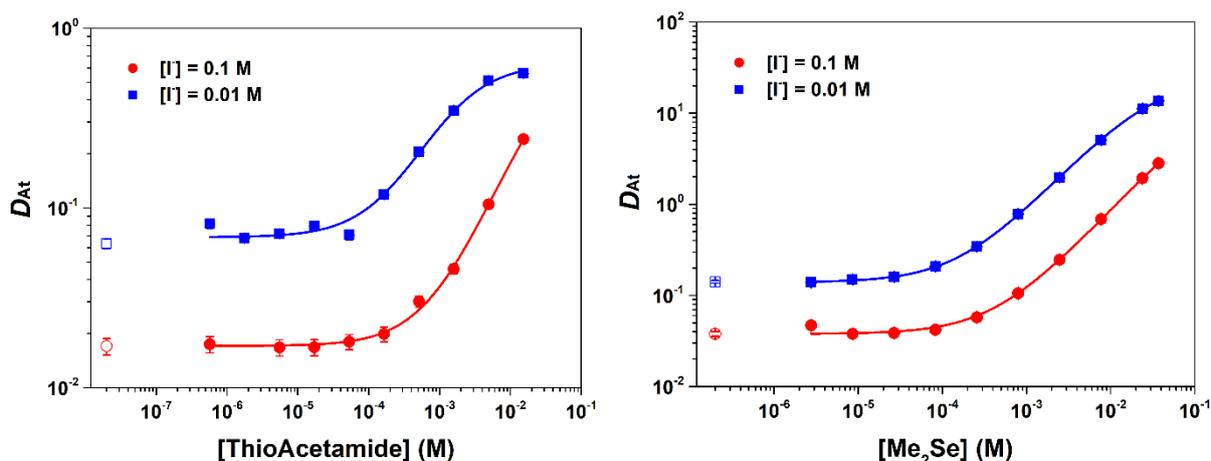 10⁰
10⁻¹
10⁻²
D_At
[I⁻] = 0.1 M
[I⁻] = 0.01 M
10⁻⁷ 10⁻⁶ 10⁻⁵ 10⁻⁴ 10⁻³ 10⁻² 10⁻¹
[ThioAcetamide] (M)
10²
10¹
10⁰
10⁻¹
10⁻²
D_At
[I⁻] = 0.1 M
[I⁻] = 0.01 M
10⁻⁶ 10⁻⁵ 10⁻⁴ 10⁻³ 10⁻² 10⁻¹
[Me₂Se] (M)